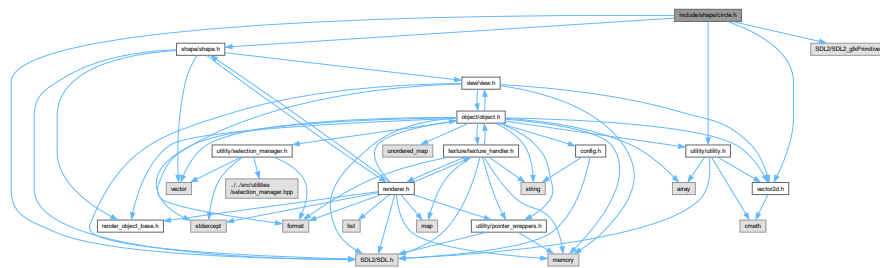 include/shape/circle.h
shape/shape.h
SDL2/SDL2_gfxPrimitives
view/view.h
object/object.h
utility/selection_manager.h
unordered_map
texture/texture_handler.h
config.h
utility/utility.h
vector
../../src/utilities
/selection_manager.hpp
renderer.h
string
array
vector2d.h
render_object_base.h
stdexcept
format
list
map
utility/pointer_wrappers.h
cmath
SDL2/SDL.h
memory